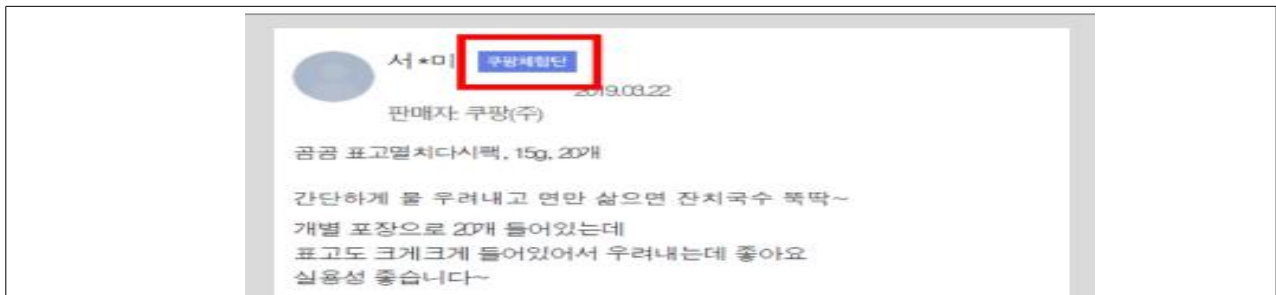 서*미 쿠팡체험단
2019.03.22
판매자: 쿠팡(주)
곰곰 표고멸치다시팩, 15g, 20개
간단하게 물 우려내고 면만 삶으면 잔치국수 뚝딱~
개별 포장으로 20개 들어있는데
표고도 크게크게 들어있어서 우려내는데 좋아요
실용성 좋습니다~